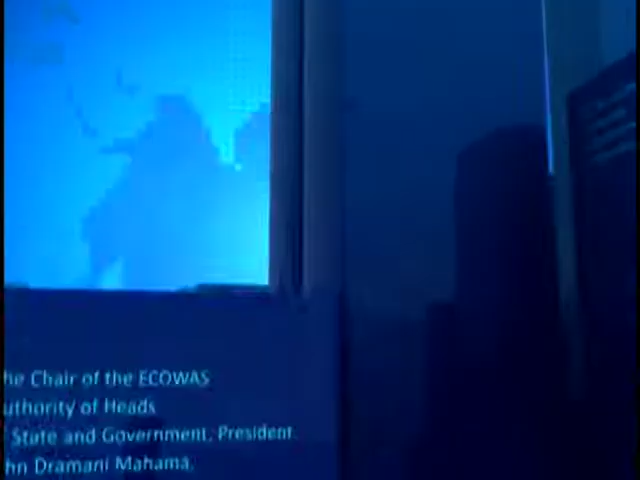 he Chair of the ECOWAS
uthority of Heads
State and Government, President
hn Dramani Mahama,